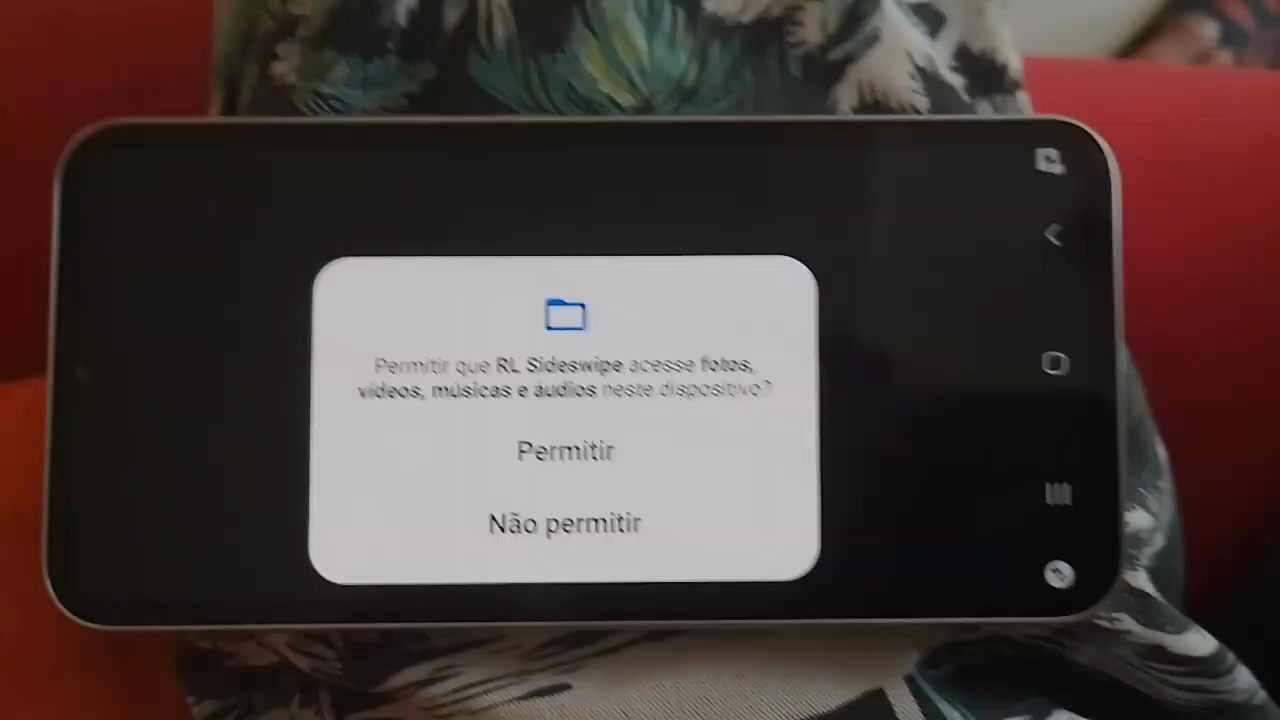 Permitir que RL Sideswipe acesse fotos,
vídeos, músicas e áudios neste dispositivo?
Permitir
Não permitir